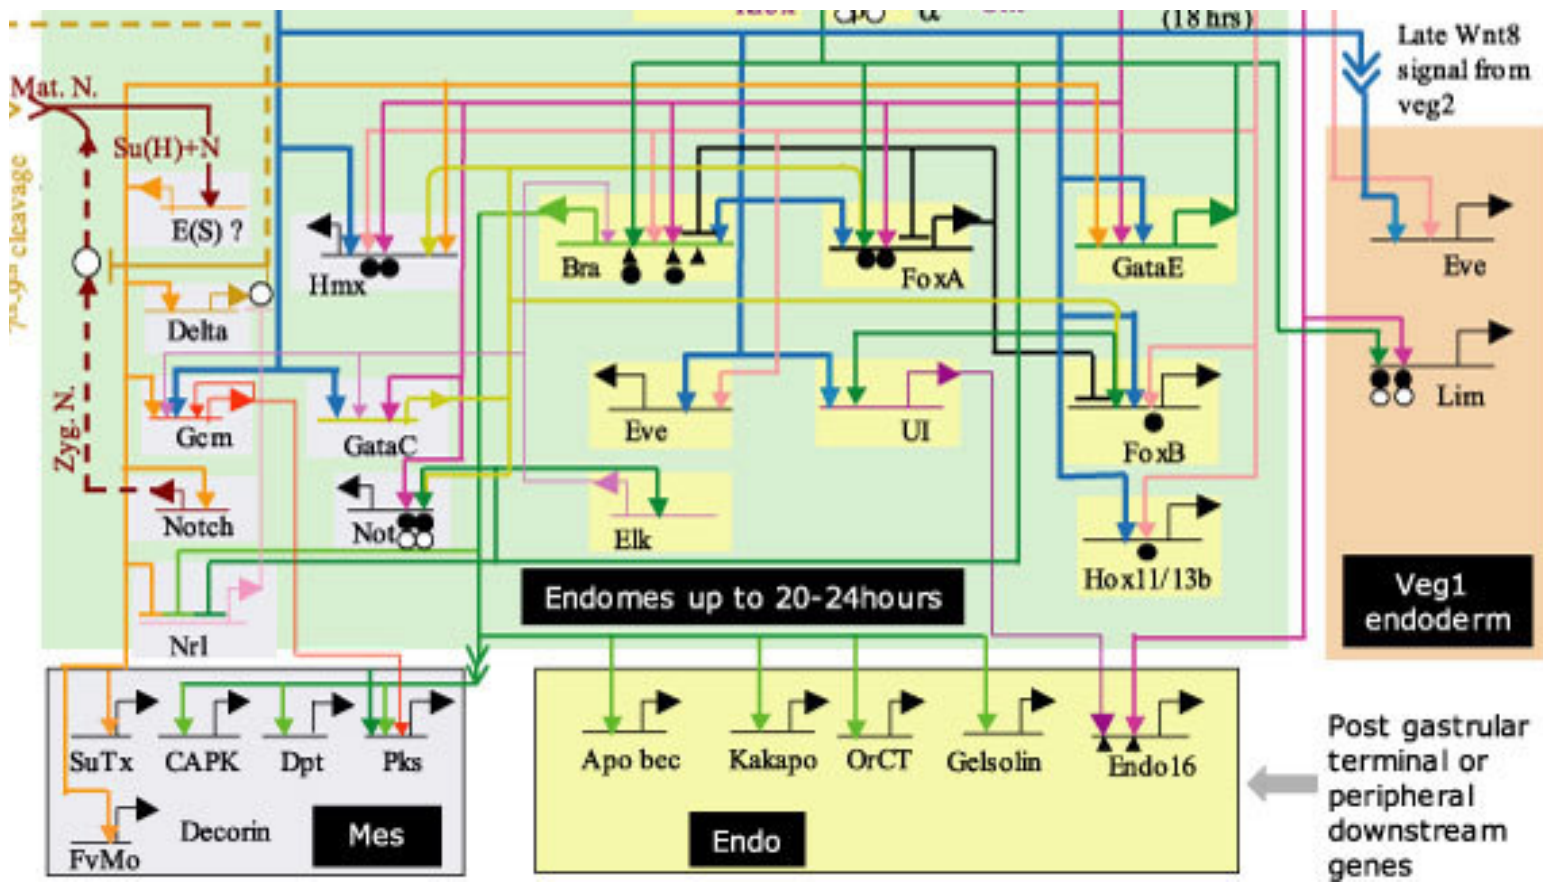 (18 hrs)
Late Wnt8
signal from
veg2
Mat. N.
Su(H)+N
E(S) ?
Hmx
Bra
FoxA
GataE
Eve
Delta
Lim
Zyg. N.
Gcm
GataC
Eve
UI
FoxB
Notch
Not
Elk
Hox11/13b
Nrl
Endomes up to 20-24hours
Veg1
endoderm
SuTx
CAPK
Dpt
Pks
Apo bec
Kakapo
OrCT
Gelsolin
Endo16
FvMo
Decorin
Mes
Endo
Post gastrular
terminal or
peripheral
downstream
genes
cleavage